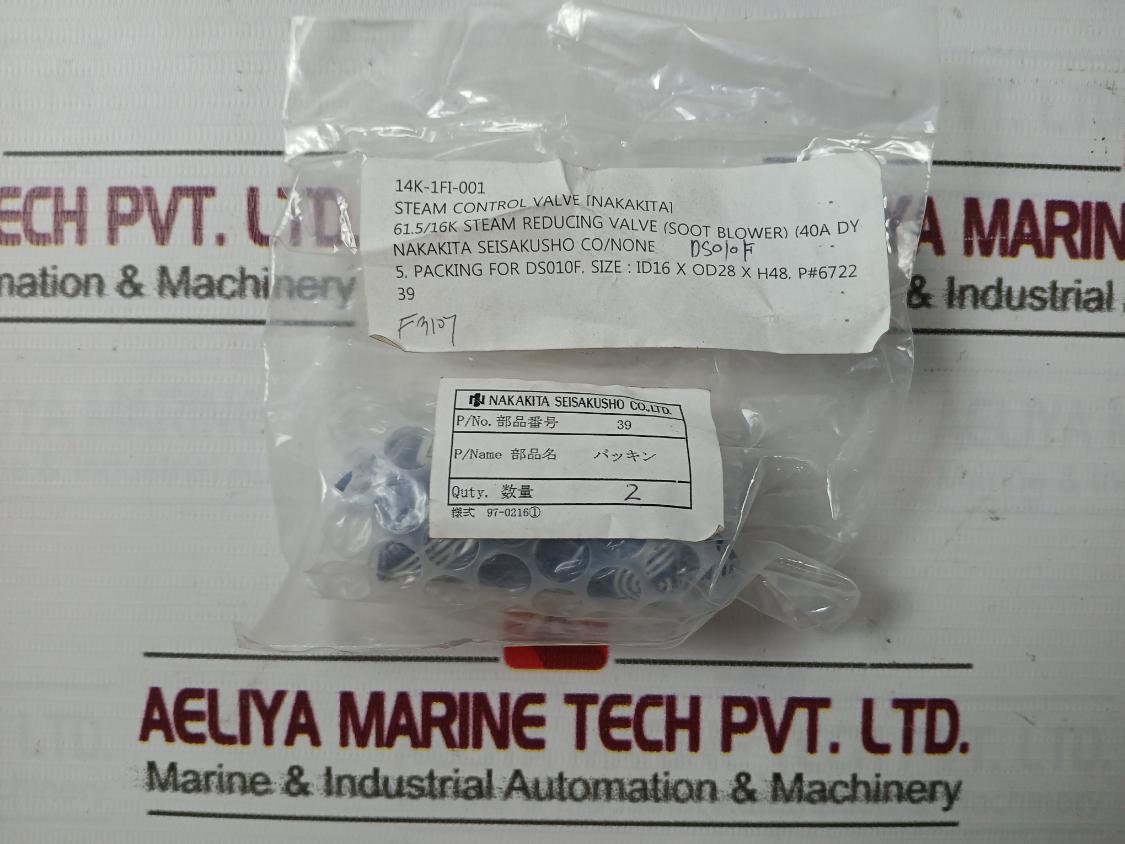 ECH PVT. LTD.
mation & Machinery
A MARIN
& Industrial
14K-1FI-001
STEAM CONTROL VALVE [NAKAKITA]
61.5/16K STEAM REDUCING VALVE (SOOT BLOWER) (40A DY
NAKAKITA SEISAKUSHO CO/NONE DS010F
5. PACKING FOR DS010F. SIZE : ID16 X OD28 X H48. P#6722
39
F3107
NAKAKITA SEISAKUSHO CO.,LTD.
P/No. 部品番号 39
P/Name 部品名 パッキン
Quty. 数量 2
様式 97-0216①
AELIYA MARINE TECH PVT. LTD.
Marine & Industrial Automation & Machinery